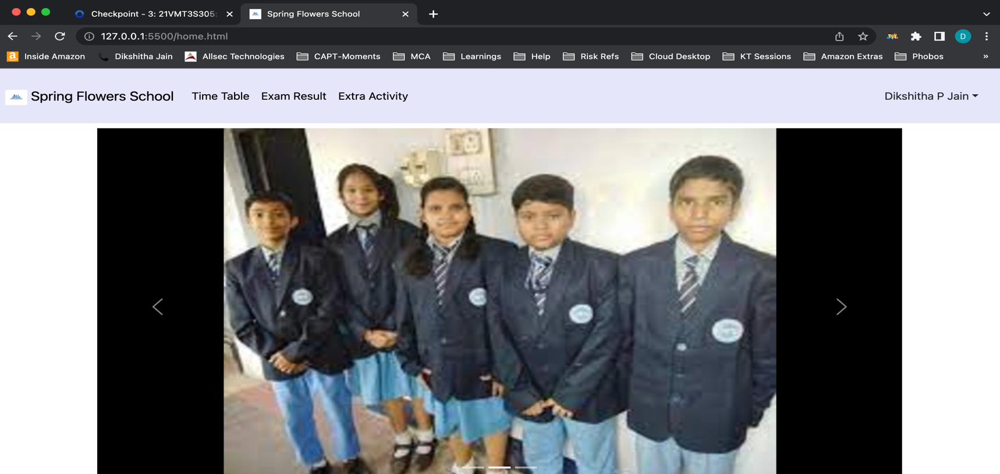 Checkpoint - 3: 21VMT3S305:
Spring Flowers School
127.0.0.1:5500/home.html
D
Inside Amazon
Dikshitha Jain
Allsec Technologies
CAPT-Moments
MCA
Learnings
Help
Risk Refs
Cloud Desktop
KT Sessions
Amazon Extras
Phobos
»
Spring Flowers School
Time Table
Exam Result
Extra Activity
Dikshitha P Jain